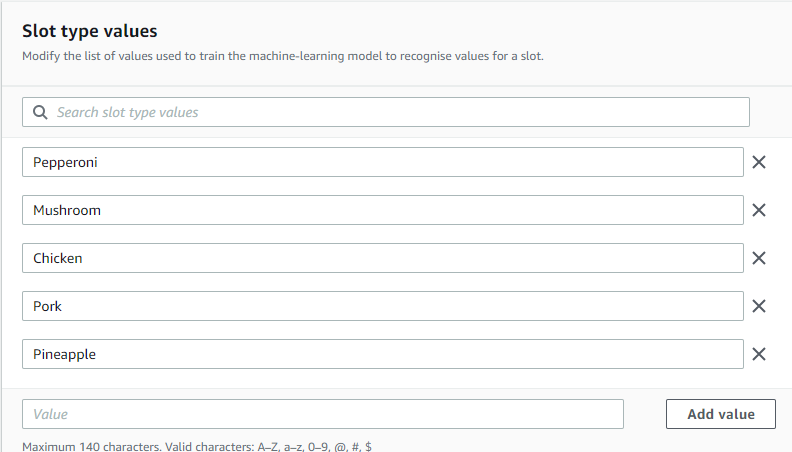 Slot type values
Modify the list of values used to train the machine-learning model to recognise values for a slot.
Search slot type values
Pepperoni
Mushroom
Chicken
Pork
Pineapple
Value
Add value
Maximum 140 characters. Valid characters: A–Z, a–z, 0–9, @, #, $